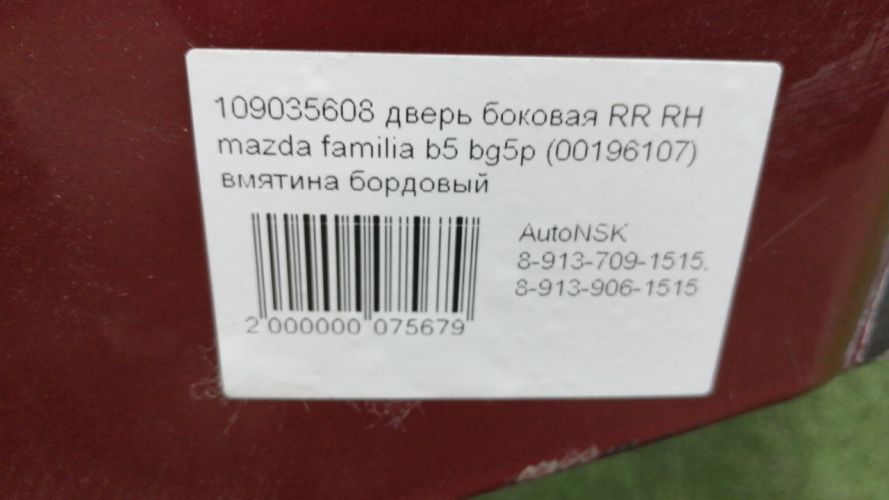 109035608 дверь боковая RR RH
mazda familia b5 bg5p (00196107)
вмятина бордовый
AutoNSK
8-913-709-1515,
8-913-906-1515
2 000000 075679